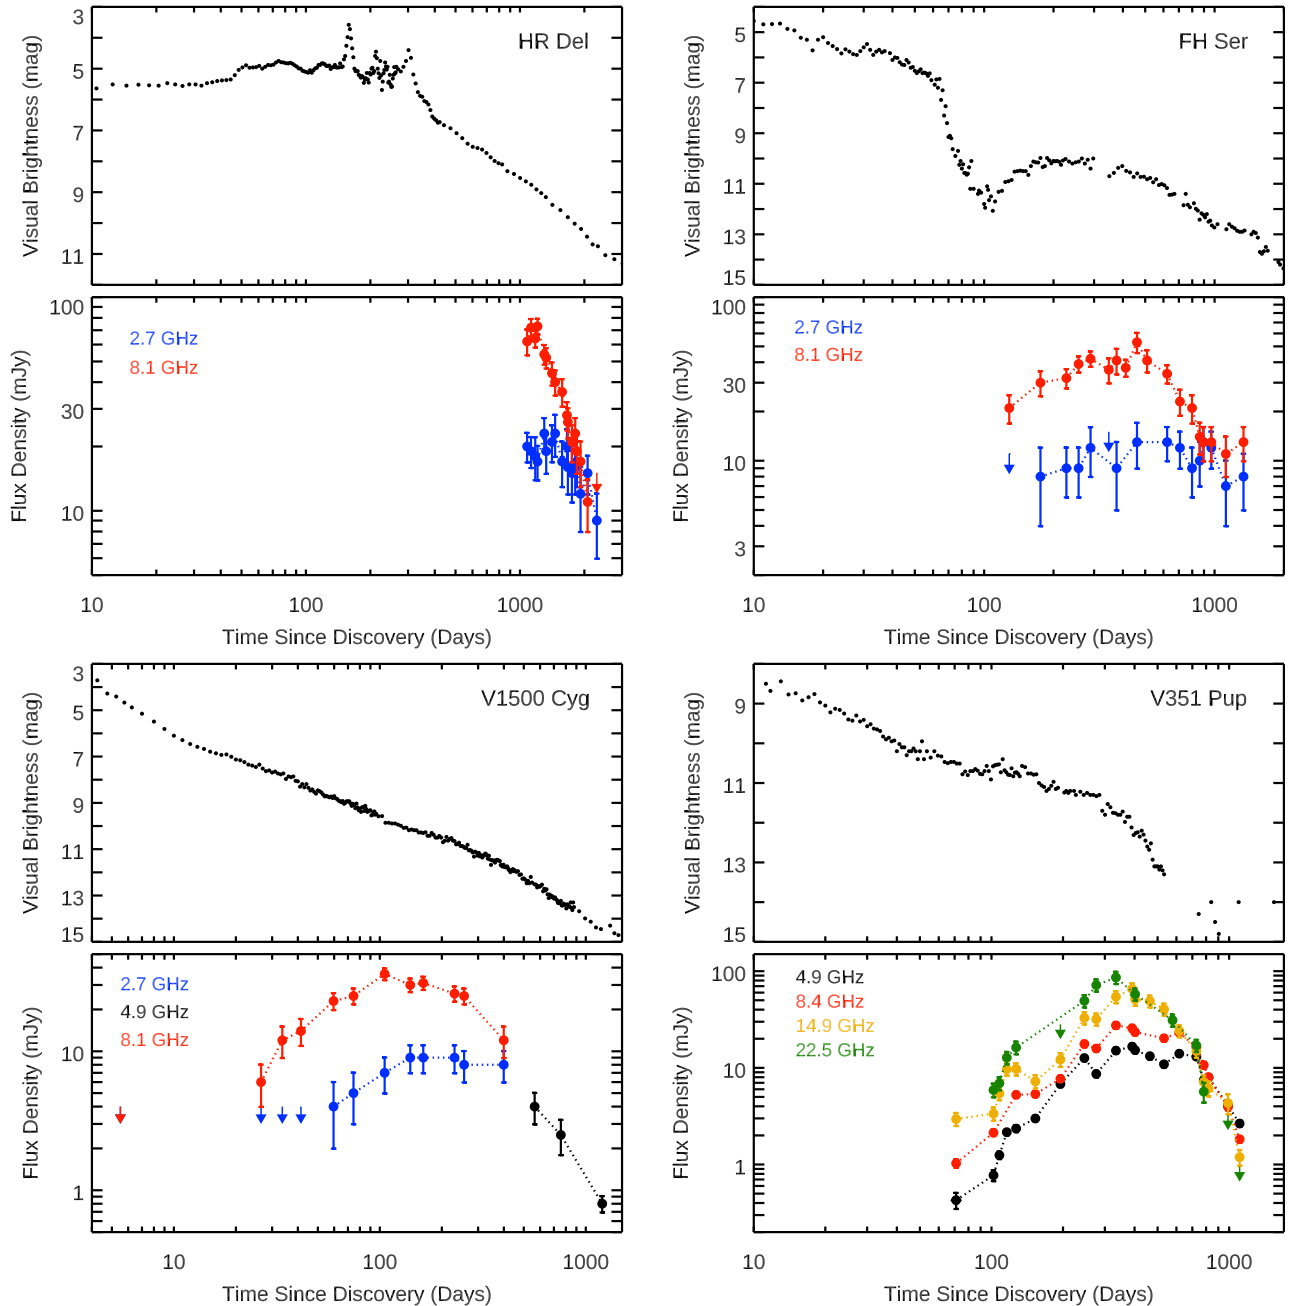 HR Del
Visual Brightness (mag)
3
5
7
9
11
2.7 GHz
8.1 GHz
Flux Density (mJy)
100
30
10
10
100
1000
Time Since Discovery (Days)
FH Ser
Visual Brightness (mag)
5
7
9
11
13
15
2.7 GHz
8.1 GHz
Flux Density (mJy)
100
30
10
3
10
100
1000
Time Since Discovery (Days)
V1500 Cyg
Visual Brightness (mag)
3
5
7
9
11
13
15
2.7 GHz
4.9 GHz
8.1 GHz
Flux Density (mJy)
10
1
10
100
1000
Time Since Discovery (Days)
V351 Pup
Visual Brightness (mag)
9
11
13
15
4.9 GHz
8.4 GHz
14.9 GHz
22.5 GHz
Flux Density (mJy)
100
10
1
10
100
1000
Time Since Discovery (Days)